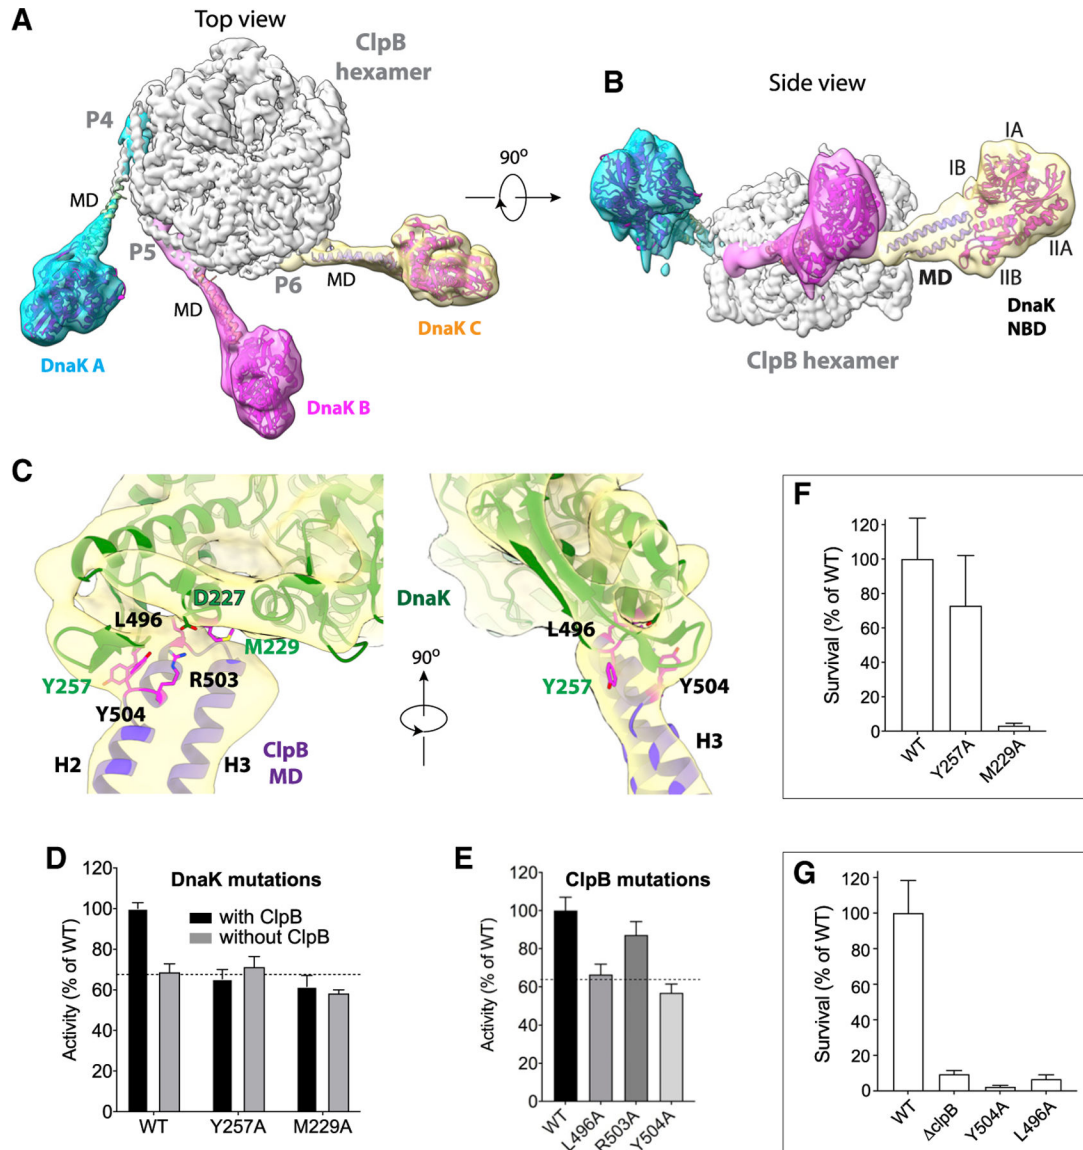 A
Top view
ClpB
hexamer
P4
MD
P5
MD
P6
MD
DnaK A
DnaK B
DnaK C
90°
B
Side view
IA
IB
IIA
IIB
MD
DnaK
NBD
ClpB hexamer
C
D227
L496
M229
Y257
R503
Y504
H2
ClpB
MD
H3
90°
DnaK
L496
Y257
Y504
H3
F
Survival (% of WT)
120
100
80
60
40
20
0
WT
Y257A
M229A
D
DnaK mutations
with ClpB
without ClpB
Activity (% of WT)
120
100
80
60
40
20
0
WT
Y257A
M229A
E
ClpB mutations
Activity (% of WT)
120
100
80
60
40
20
0
WT
L496A
R503A
Y504A
G
Survival (% of WT)
120
100
80
60
40
20
0
WT
ΔclpB
Y504A
L496A